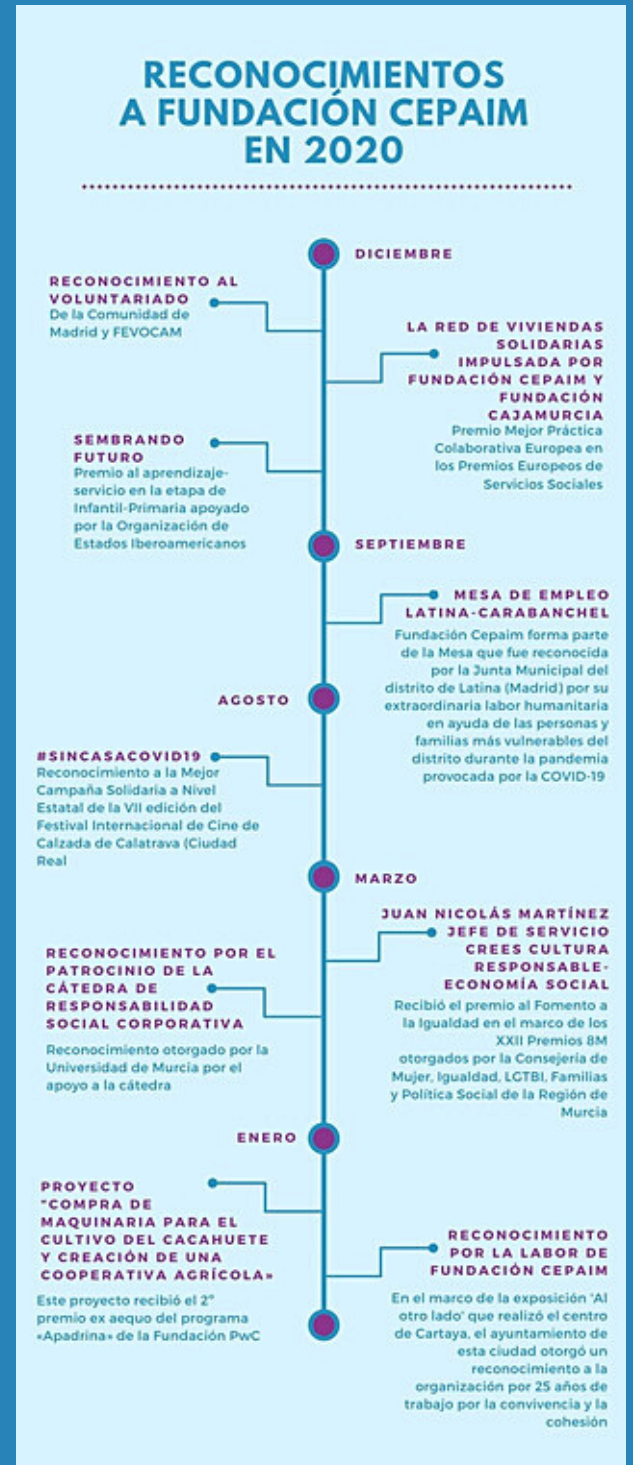 RECONOCIMIENTOS
A FUNDACIÓN CEPAIM
EN 2020
DICIEMBRE
RECONOCIMIENTO AL
VOLUNTARIADO
De la Comunidad de
Madrid y FEVOCAM
LA RED DE VIVIENDAS
SOLIDARIAS
IMPULSADA POR
FUNDACIÓN CEPAIM Y
FUNDACIÓN
CAJAMURCIA
Premio Mejor Práctica
Colaborativa Europea en
los Premios Europeos de
Servicios Sociales
SEMBRANDO
FUTURO
Premio al aprendizaje-
servicio en la etapa de
Infantil-Primaria apoyado
por la Organización de
Estados Iberoamericanos
SEPTIEMBRE
MESA DE EMPLEO
LATINA-CARABANCHEL
Fundación Cepaim forma parte
de la Mesa que fue reconocida
por la Junta Municipal del
distrito de Latina (Madrid) por su
extraordinaria labor humanitaria
en ayuda de las personas y
familias más vulnerables del
distrito durante la pandemia
provocada por la COVID-19
AGOSTO
#SINCASACOVID19
Reconocimiento a la Mejor
Campaña Solidaria a Nivel
Estatal de la VII edición del
Festival Internacional de Cine de
Calzada de Calatrava (Ciudad
Real
MARZO
JUAN NICOLÁS MARTÍNEZ
JEFE DE SERVICIO
CREES CULTURA
RESPONSABLE-
ECONOMÍA SOCIAL
Recibió el premio al Fomento a
la Igualdad en el marco de los
XXII Premios 8M
otorgados por la Consejería de
Mujer, Igualdad, LGTBI, Familias
y Política Social de la Región de
Murcia
RECONOCIMIENTO POR EL
PATROCINIO DE LA
CÁTEDRA DE
RESPONSABILIDAD
SOCIAL CORPORATIVA
Reconocimiento otorgado por la
Universidad de Murcia por el
apoyo a la cátedra
ENERO
PROYECTO
"COMPRA DE
MAQUINARIA PARA EL
CULTIVO DEL CACAHUETE
Y CREACIÓN DE UNA
COOPERATIVA AGRÍCOLA»
Este proyecto recibió el 2º
premio ex aequo del programa
«Apadrina» de la Fundación PwC
RECONOCIMIENTO
POR LA LABOR DE
FUNDACIÓN CEPAIM
En el marco de la exposición 'Al
otro lado' que realizó el centro
de Cartaya, el ayuntamiento de
esta ciudad otorgó un
reconocimiento a la
organización por 25 años de
trabajo por la convivencia y la
cohesión